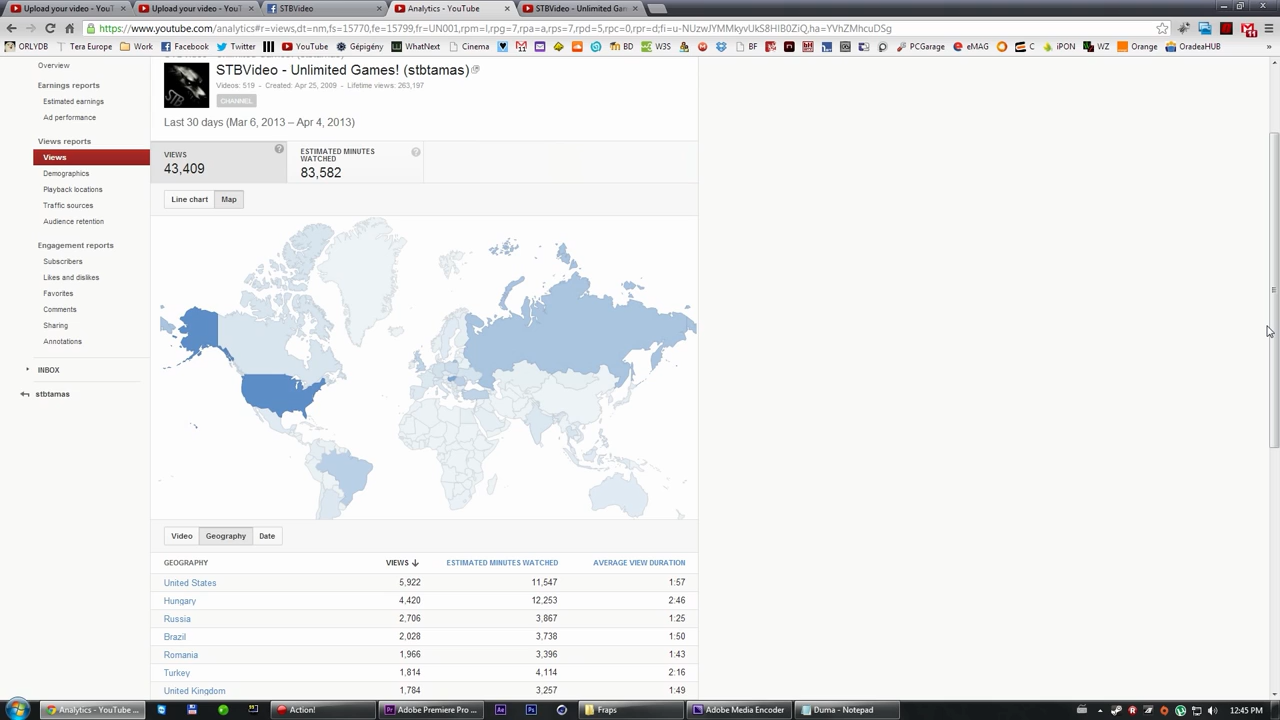 Upload your video - YouT
Upload your video - YouT
STBVideo
Analytics - YouTube
STBVideo - Unlimited Gam
https://www.youtube.com/analytics#r=views,dt=nm,fs=15770,fe=15799,fr=UN001,rpm=l,rpg=7,rpa=a,rps=7,rpd=5,rpc=0,rpr=d;fi=u-NUzwJYMMkyvUkS8HIB0ZiQ,ha=YVhZMhcuDSg
ORLYDB
Tera Europe
Work
Facebook
Twitter
YouTube
Gépigény
WhatNext
Cinema
BD
BF
W3S
PCGarage
eMAG
C
iPON
WZ
Orange
OradeaHUB
Overview
Earnings reports
Estimated earnings
Ad performance
Views reports
Views
Demographics
Playback locations
Traffic sources
Audience retention
Engagement reports
Subscribers
Likes and dislikes
Favorites
Comments
Sharing
Annotations
INBOX
stbtamas
STBVideo - Unlimited Games! (stbtamas)
Videos: 519 - Created: Apr 25, 2009 - Lifetime views: 263,197
CHANNEL
Last 30 days (Mar 6, 2013 – Apr 4, 2013)
VIEWS
43,409
ESTIMATED MINUTES WATCHED
83,582
Line chart
Map
Video
Geography
Date
GEOGRAPHY VIEWS ESTIMATED MINUTES WATCHED AVERAGE VIEW DURATION
United States 5,922 11,547 1:57
Hungary 4,420 12,253 2:46
Russia 2,706 3,867 1:25
Brazil 2,028 3,738 1:50
Romania 1,966 3,396 1:43
Turkey 1,814 4,114 2:16
United Kingdom 1,784 3,257 1:49
Analytics - YouTube ...
Action!
Adobe Premiere Pro ...
Fraps
Adobe Media Encoder
Duma - Notepad
12:45 PM